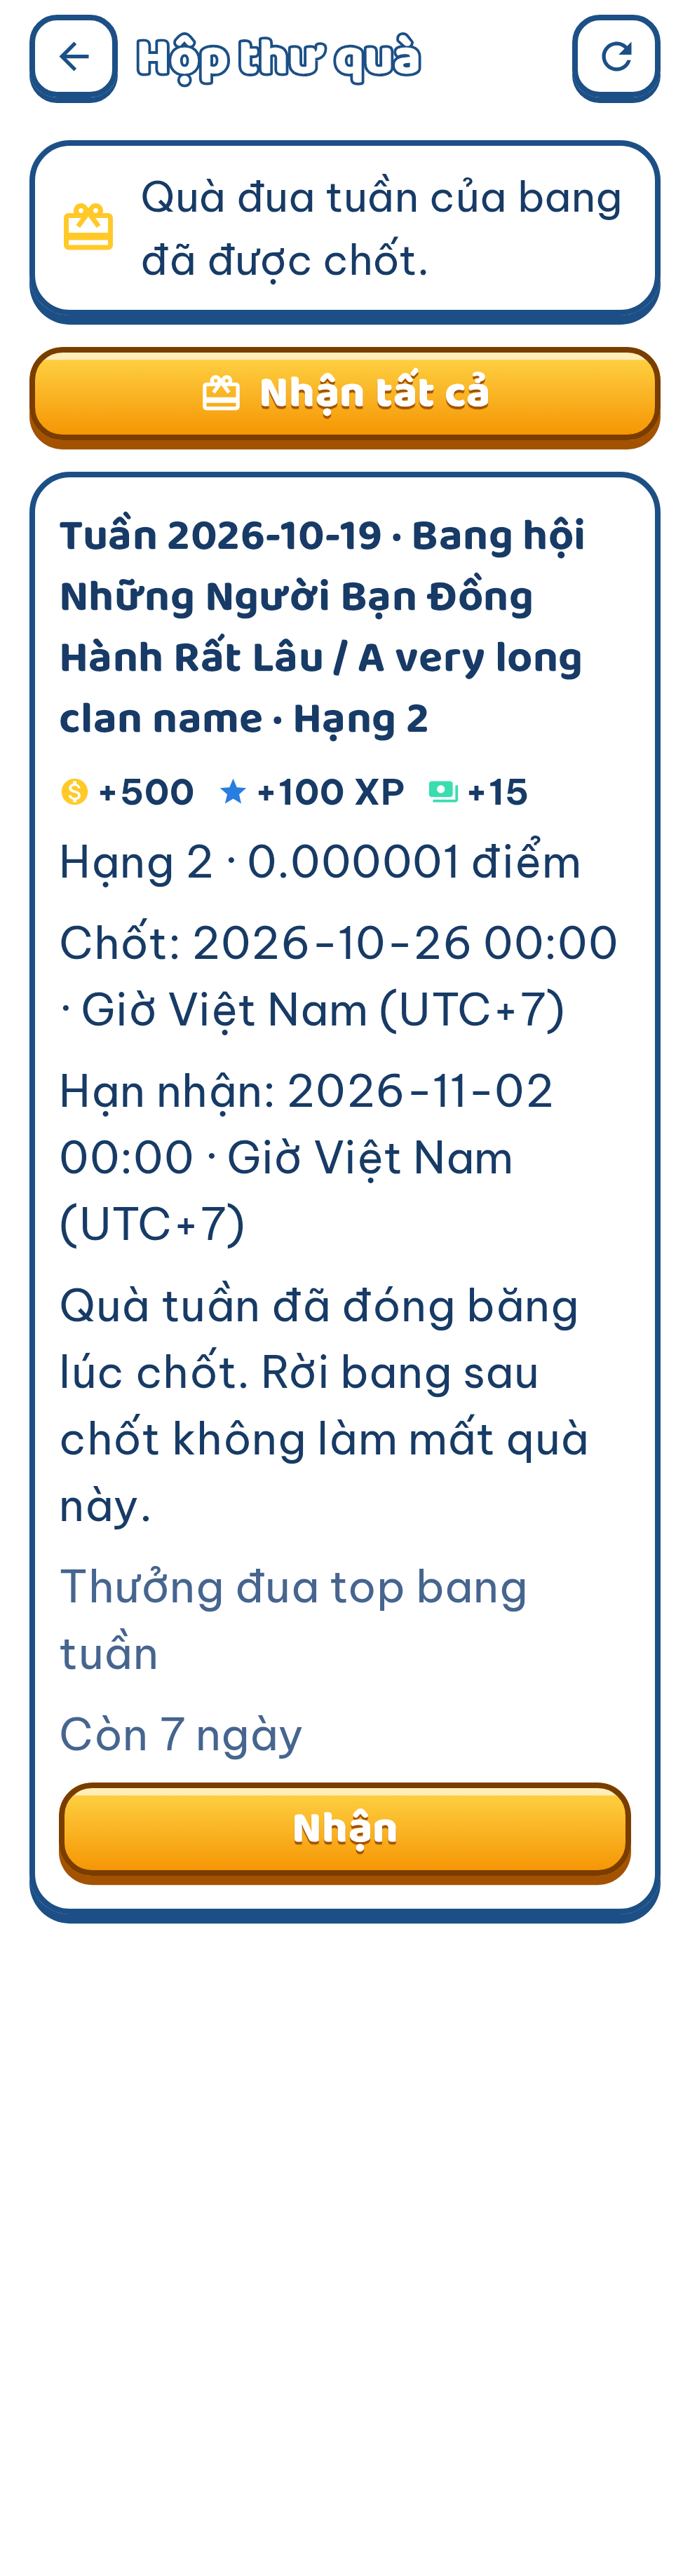 Hộp thư quà
Quà đua tuần của bang
đã được chốt.
Nhận tất cả
Tuần 2026-10-19 · Bang hội
Những Người Bạn Đồng
Hành Rất Lâu / A very long
clan name · Hạng 2
+500 +100 XP +15
Hạng 2 · 0.000001 điểm
Chốt: 2026-10-26 00:00
· Giờ Việt Nam (UTC+7)
Hạn nhận: 2026-11-02
00:00 · Giờ Việt Nam
(UTC+7)
Quà tuần đã đóng băng
lúc chốt. Rời bang sau
chốt không làm mất quà
này.
Thưởng đua top bang
tuần
Còn 7 ngày
Nhận